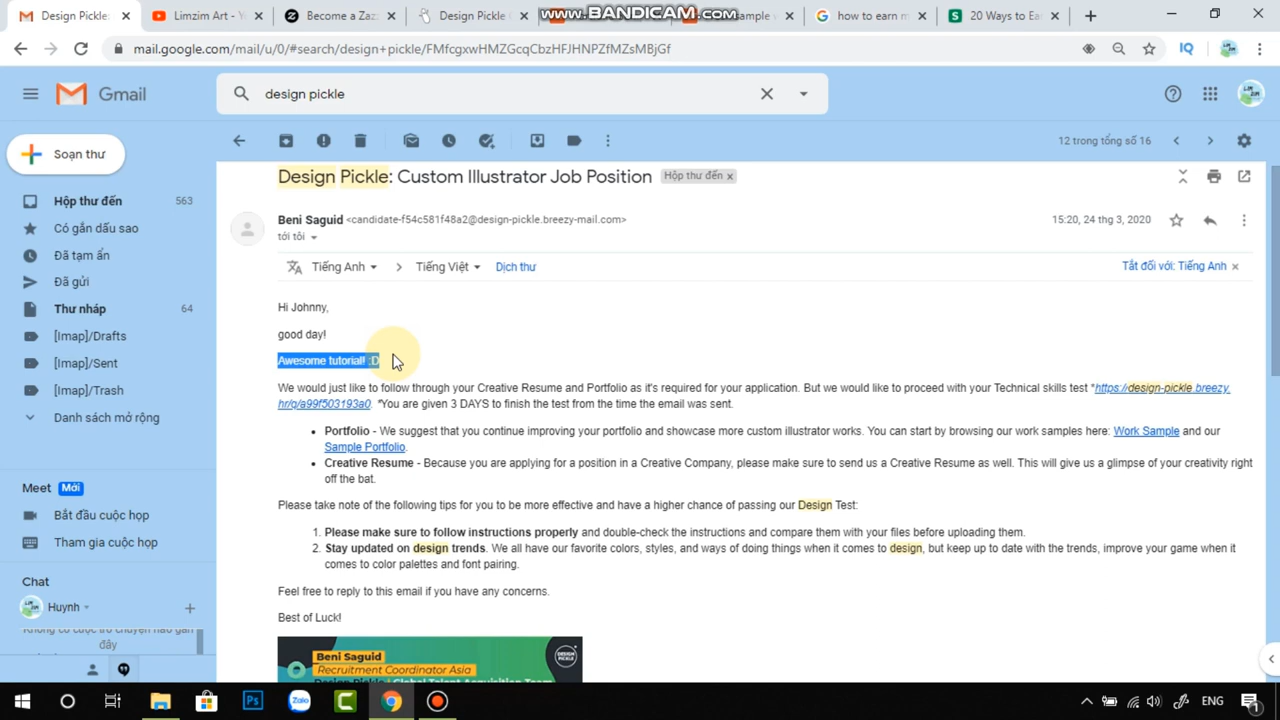 Design Pickle:
Limzim Art - Y
Become a Zazz
Design Pickle
www.BANDICAM.com
how to earn m
20 Ways to Ea
mail.google.com/mail/u/0/#search/design+pickle/FMfcgxwHMZGcqCbzHFJHNPZfMZsMBjGf
IQ
Gmail
design pickle
Soạn thư
12 trong tổng số 16
Design Pickle: Custom Illustrator Job Position
Hộp thư đến x
Hộp thư đến 563
Có gắn dấu sao
Đã tạm ẩn
Đã gửi
Thư nháp 64
[Imap]/Drafts
[Imap]/Sent
[Imap]/Trash
Danh sách mở rộng
Meet Mới
Bắt đầu cuộc họp
Tham gia cuộc họp
Chat
Huynh
Không có cuộc trò chuyện nào gần
đây
Beni Saguid <candidate-f54c581f48a2@design-pickle.breezy-mail.com>
15:20, 24 thg 3, 2020
tới tôi
Tiếng Anh > Tiếng Việt Dịch thư
Tắt đối với: Tiếng Anh x
Hi Johnny,
good day!
Awesome tutorial! :D
We would just like to follow through your Creative Resume and Portfolio as it's required for your application. But we would like to proceed with your Technical skills test *https://design-pickle.breezy.
hr/q/a99f503193a0. *You are given 3 DAYS to finish the test from the time the email was sent.
• Portfolio - We suggest that you continue improving your portfolio and showcase more custom illustrator works. You can start by browsing our work samples here: Work Sample and our
Sample Portfolio.
• Creative Resume - Because you are applying for a position in a Creative Company, please make sure to send us a Creative Resume as well. This will give us a glimpse of your creativity right
off the bat.
Please take note of the following tips for you to be more effective and have a higher chance of passing our Design Test:
1. Please make sure to follow instructions properly and double-check the instructions and compare them with your files before uploading them.
2. Stay updated on design trends. We all have our favorite colors, styles, and ways of doing things when it comes to design, but keep up to date with the trends, improve your game when it
comes to color palettes and font pairing.
Feel free to reply to this email if you have any concerns.
Best of Luck!
Beni Saguid
Recruitment Coordinator Asia
Design Pickle | Global Talent Acquisition Team
DESIGN
PICKLE
Ps
Zalo
ENG
1